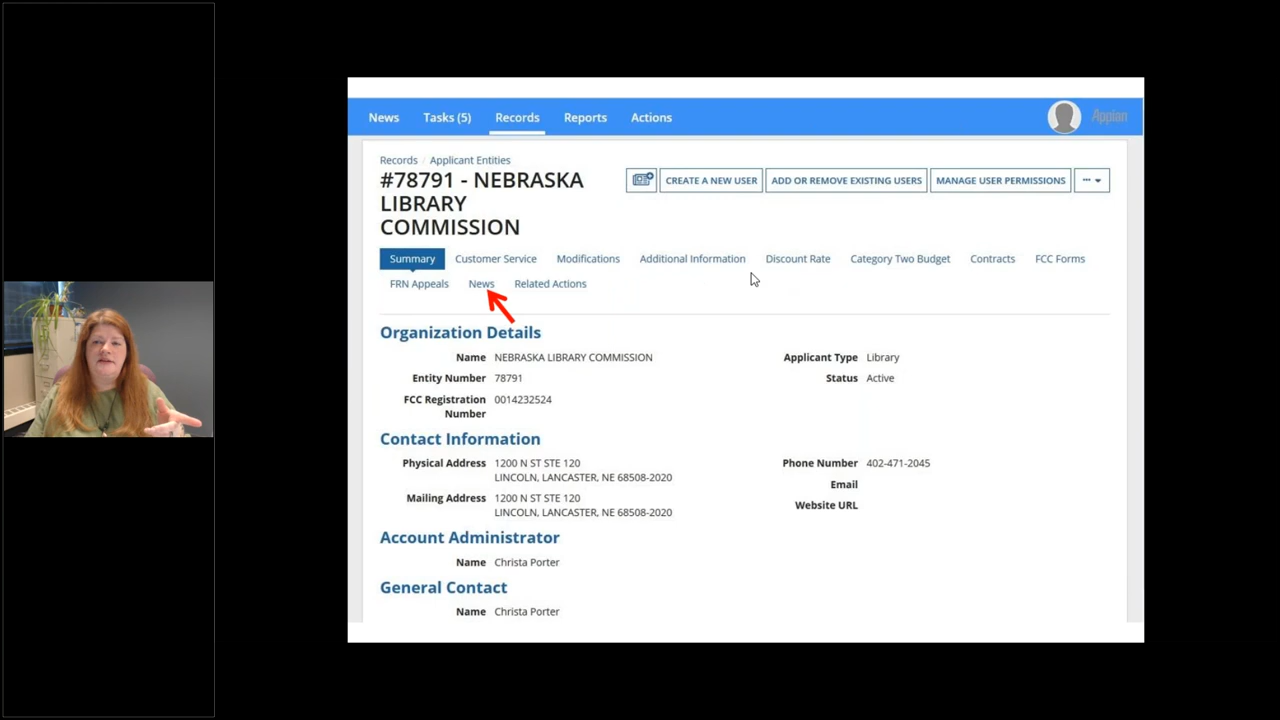 News Tasks (5) Records Reports Actions Appian
Records / Applicant Entities
#78791 - NEBRASKA
LIBRARY
COMMISSION
CREATE A NEW USER ADD OR REMOVE EXISTING USERS MANAGE USER PERMISSIONS ...
Summary Customer Service Modifications Additional Information Discount Rate Category Two Budget Contracts FCC Forms
FRN Appeals News Related Actions
Organization Details
Name NEBRASKA LIBRARY COMMISSION Applicant Type Library
Entity Number 78791 Status Active
FCC Registration 0014232524
Number
Contact Information
Physical Address 1200 N ST STE 120 Phone Number 402-471-2045
LINCOLN, LANCASTER, NE 68508-2020
Email
Mailing Address 1200 N ST STE 120 Website URL
LINCOLN, LANCASTER, NE 68508-2020
Account Administrator
Name Christa Porter
General Contact
Name Christa Porter